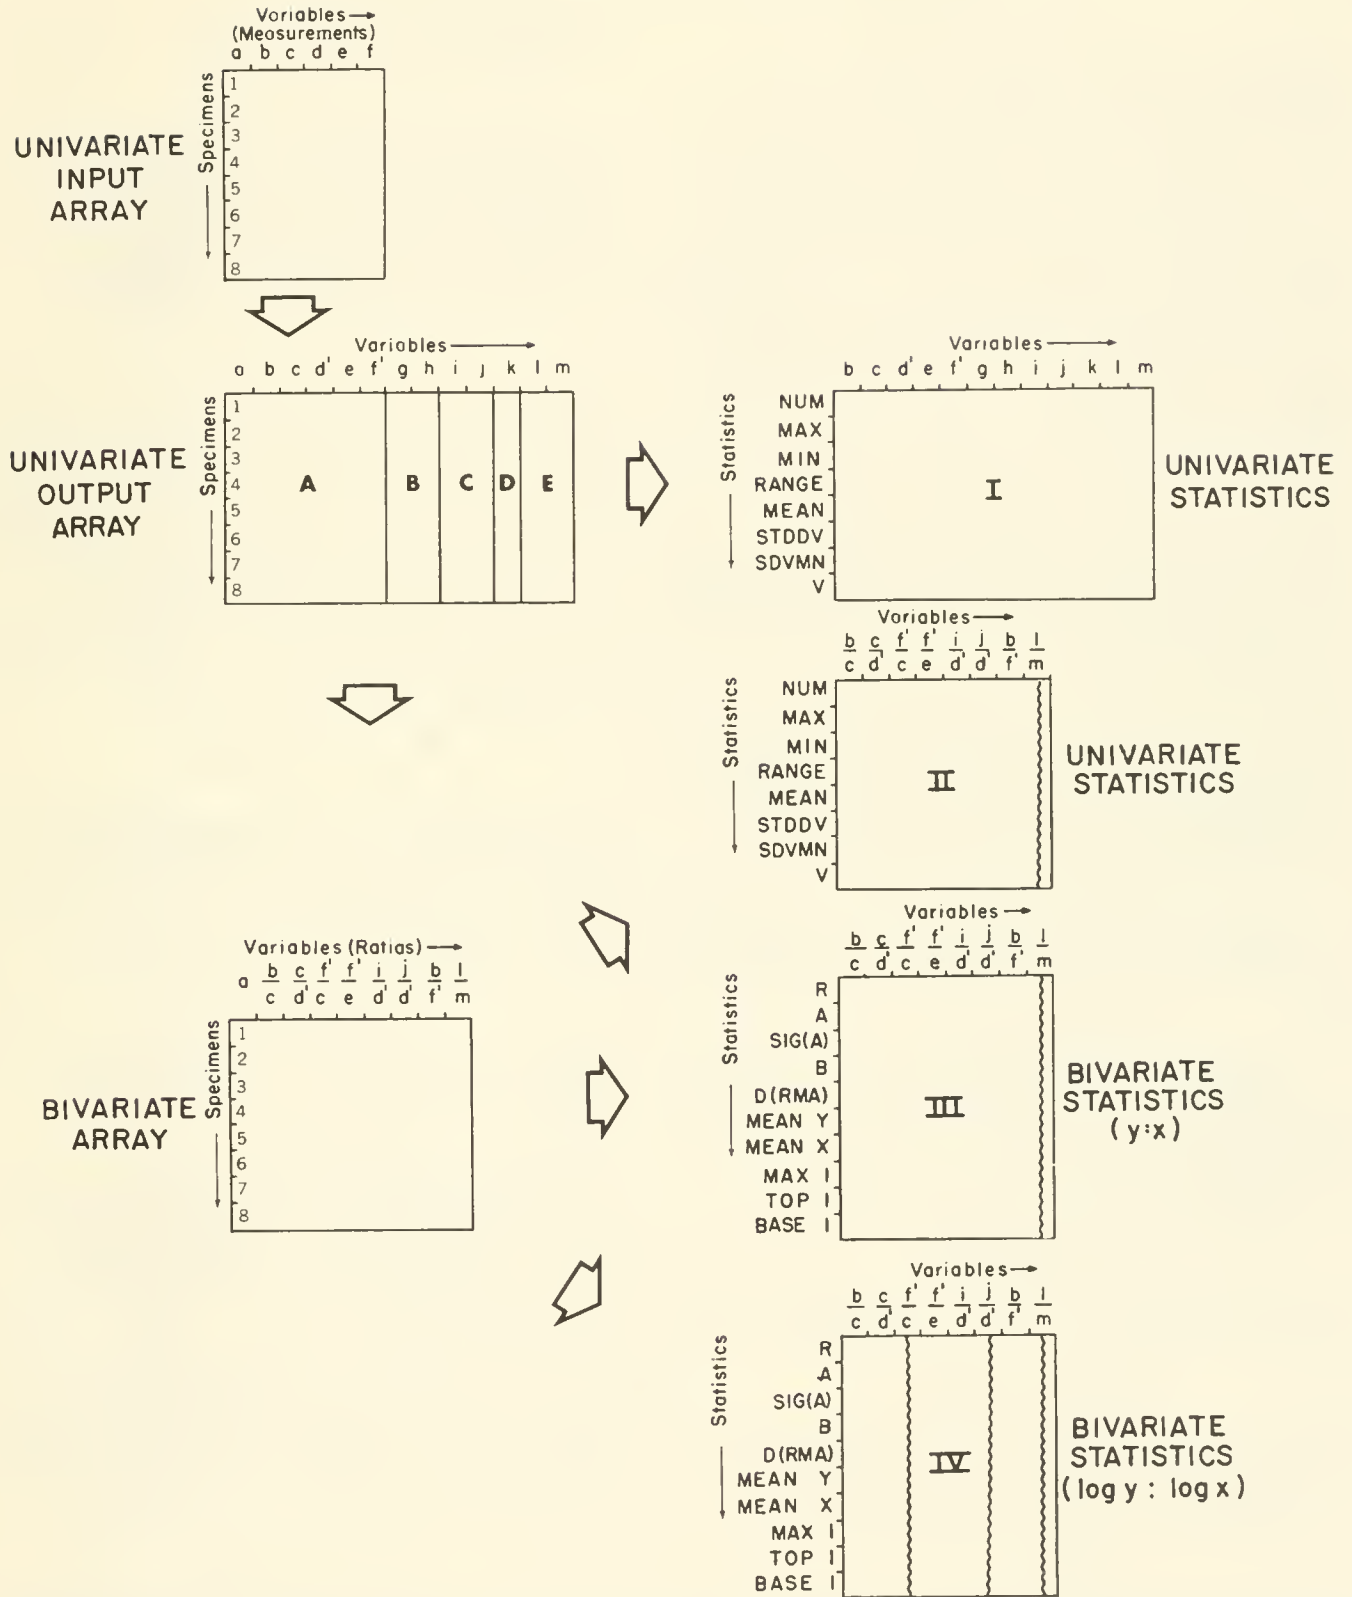 Variables
(Measurements)
a b c d e f
Specimens
1
2
3
4
5
6
7
8
UNIVARIATE
INPUT
ARRAY
Variables
a b c d' e f' g h i j k l m
Specimens
1
2
3
4
5
6
7
8
A B C D E
UNIVARIATE
OUTPUT
ARRAY
Variables
b c d' e f' g h i j k l m
Statistics
NUM
MAX
MIN
RANGE
MEAN
STDDV
SDVMN
V
I
UNIVARIATE
STATISTICS
Variables
b c f' f' i j b l
c d' c e d' d' f' m
Statistics
NUM
MAX
MIN
RANGE
MEAN
STDDV
SDVMN
V
II
UNIVARIATE
STATISTICS
Variables (Ratias)
a b c f' f' i j b l
c d' c e d' d' f' m
Specimens
1
2
3
4
5
6
7
8
BIVARIATE
ARRAY
Variables
b c f' f' i j b l
c d' c e d' d' f' m
Statistics
R
A
SIG(A)
B
D(RMA)
MEAN Y
MEAN X
MAX I
TOP I
BASE I
III
BIVARIATE
STATISTICS
(y:x)
Variables
b c f' f' i j b l
c d' c e d' d' f' m
Statistics
R
A
SIG(A)
B
D(RMA)
MEAN Y
MEAN X
MAX I
TOP I
BASE I
IV
BIVARIATE
STATISTICS
(log y : log x)